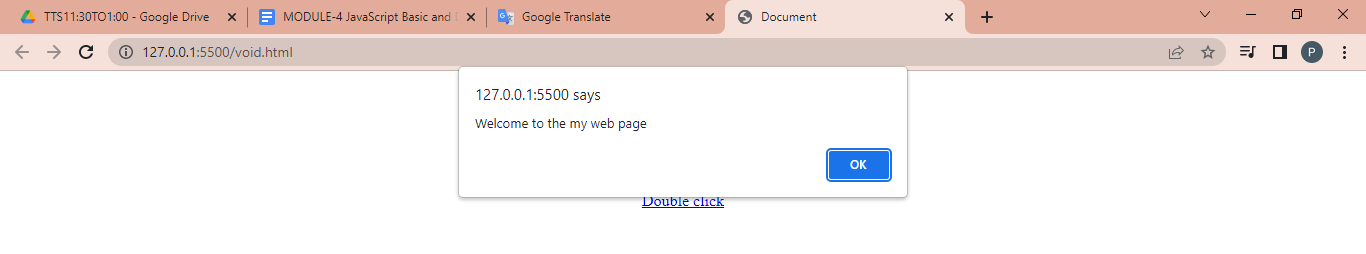 TTS11:30TO1:00 - Google Drive
MODULE-4 JavaScript Basic and
Google Translate
Document
127.0.0.1:5500/void.html
P
127.0.0.1:5500 says
Welcome to the my web page
OK
Double click